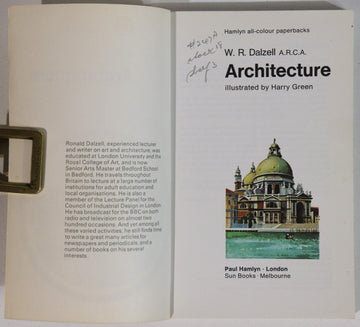 Ronald Dalzell, experienced lecturer
and writer on art and architecture, was
educated at London University and the
Royal College of Art, and is now
Senior Arts Master at Bedford School
in Bedford. He travels throughout
Britain to lecture at a large number of
institutions for adult education and
local organisations. He is also a
member of the Lecture Panel for the
Council of Industrial Design in London.
He has broadcast for the BBC on both
radio and television on almost two
hundred occasions. And yet among all
these varied activities, he still finds time
to write a great many articles for
newspapers and periodicals, and a
number of books on his several
interests.
Hamlyn all-colour paperbacks
W. R. Dalzell A.R.C.A.
Architecture
illustrated by Harry Green
Paul Hamlyn · London
Sun Books · Melbourne